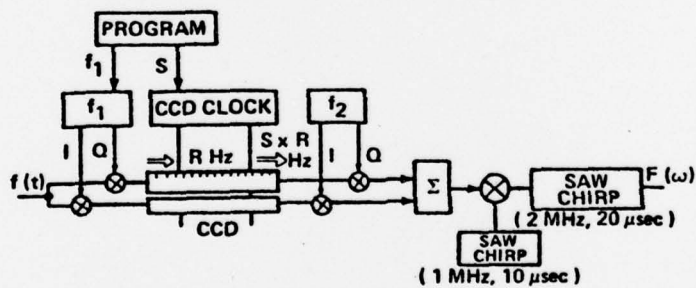 PROGRAM
f₁ S
f₁ CCD CLOCK f₂
I Q R Hz S x R Hz I Q
f (t) Σ SAW CHIRP F (ω)
CCD
( 2 MHz, 20 μsec )
SAW CHIRP
( 1 MHz, 10 μsec )